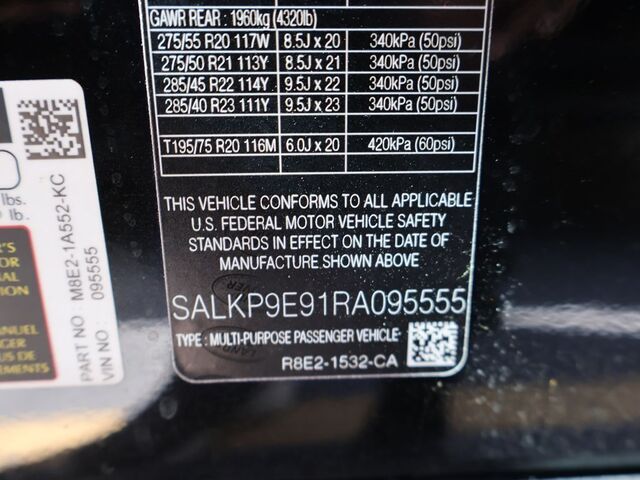 GAWR REAR : 1960kg (4320lb)
275/55 R20 117W 8.5J x 20 340kPa (50psi)
275/50 R21 113Y 8.5J x 21 340kPa (50psi)
285/45 R22 114Y 9.5J x 22 340kPa (50psi)
285/40 R23 111Y 9.5J x 23 340kPa (50psi)
T195/75 R20 116M 6.0J x 20 420kPa (60psi)
THIS VEHICLE CONFORMS TO ALL APPLICABLE
U.S. FEDERAL MOTOR VEHICLE SAFETY
STANDARDS IN EFFECT ON THE DATE OF
MANUFACTURE SHOWN ABOVE
SALKP9E91RA095555
TYPE : MULTI-PURPOSE PASSENGER VEHICLE
R8E2-1532-CA
LAND
ROVER
lbs.
lb.
PART NO M8E2-1A552-KC
VIN NO 095555